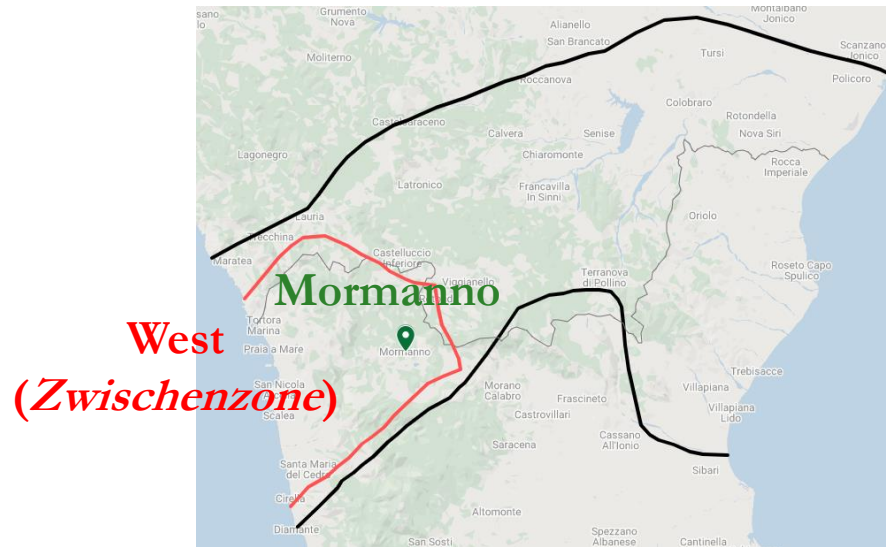 sano
Grumento
Nova
Alianello
Montalbano
Jonico
San Brancato
Scanzano
Ionico
Moliterno
Tursi
Policoro
Roccanova
Colobraro
Rotondella
Castelsaraceno
Calvera
Senise
Nova Siri
Lagonegro
Chiaromonte
Rocca
Imperiale
Latronico
Francavilla
In Sinni
Lauria
Oriolo
Trecchina
Maratea
Castelluccio
Inferiore
Roseto Capo
Spulico
Viggianello
Terranova
di Pollino
Mormanno
Tortora
Marina
West
Praia a Mare
Mormanno
Trebisacce
(Zwischenzone)
San Nicola
Scalea
Morano
Calabro
Frascineto
Villapiana
Castrovillari
Villapiana
Lido
Cassano
All'Ionio
Saracena
Santa Maria
del Cedro
Sibari
Cirella
Altomonte
Diamante
Spezzano
Albanese
San Sosti
Cantinella